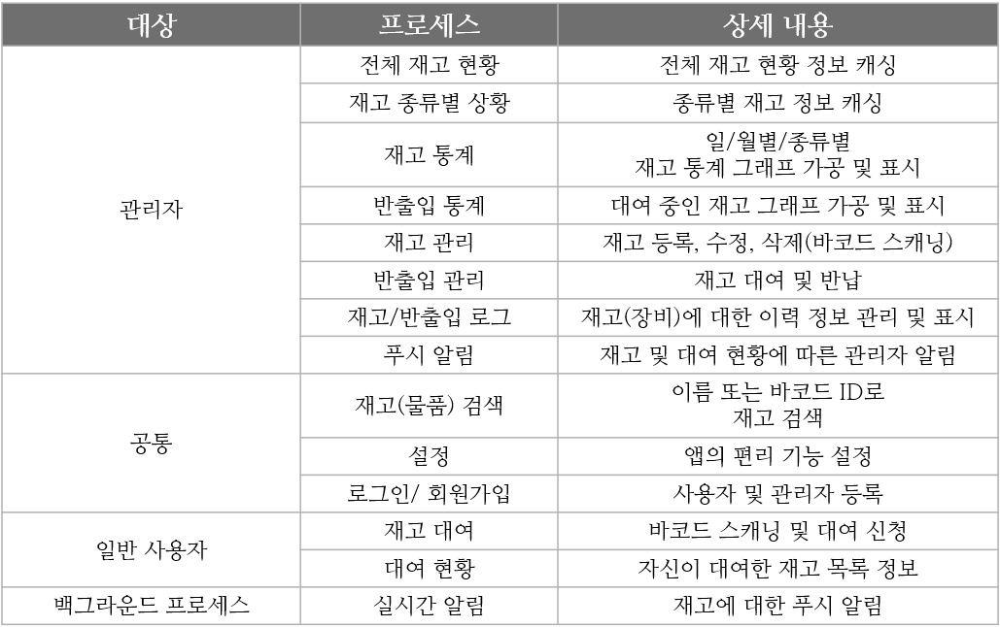 대상 프로세스 상세 내용
전체 재고 현황 전체 재고 현황 정보 캐싱
재고 종류별 상황 종류별 재고 정보 캐싱
재고 통계 일/월별/종류별
재고 통계 그래프 가공 및 표시
관리자 반출입 통계 대여 중인 재고 그래프 가공 및 표시
재고 관리 재고 등록, 수정, 삭제(바코드 스캐닝)
반출입 관리 재고 대여 및 반납
재고/반출입 로그 재고(장비)에 대한 이력 정보 관리 및 표시
푸시 알림 재고 및 대여 현황에 따른 관리자 알림
재고(물품) 검색 이름 또는 바코드 ID로
재고 검색
공통 설정 앱의 편리 기능 설정
로그인/ 회원가입 사용자 및 관리자 등록
일반 사용자 재고 대여 바코드 스캐닝 및 대여 신청
대여 현황 자신이 대여한 재고 목록 정보
백그라운드 프로세스 실시간 알림 재고에 대한 푸시 알림